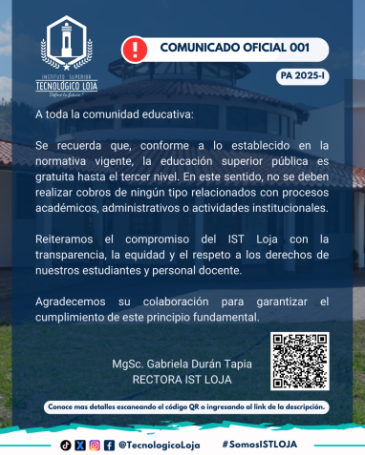 COMUNICADO OFICIAL 001
PA 2025-I
INSTITUTO SUPERIOR
TECNOLÓGICO LOJA
A toda la comunidad educativa:
Se recuerda que, conforme a lo establecido en la
normativa vigente, la educación superior pública es
gratuita hasta el tercer nivel. En este sentido, no se deben
realizar cobros de ningún tipo relacionados con procesos
académicos, administrativos o actividades institucionales.
Reiteramos el compromiso del IST Loja con la
transparencia, la equidad y el respeto a los derechos de
nuestros estudiantes y personal docente.
Agradecemos su colaboración para garantizar el
cumplimiento de este principio fundamental.
MgSc. Gabriela Durán Tapia
RECTORA IST LOJA
Conoce mas detalles escaneando el código QR o ingresando al link de la descripción.
@TecnologicoLoja #SomosISTLOJA